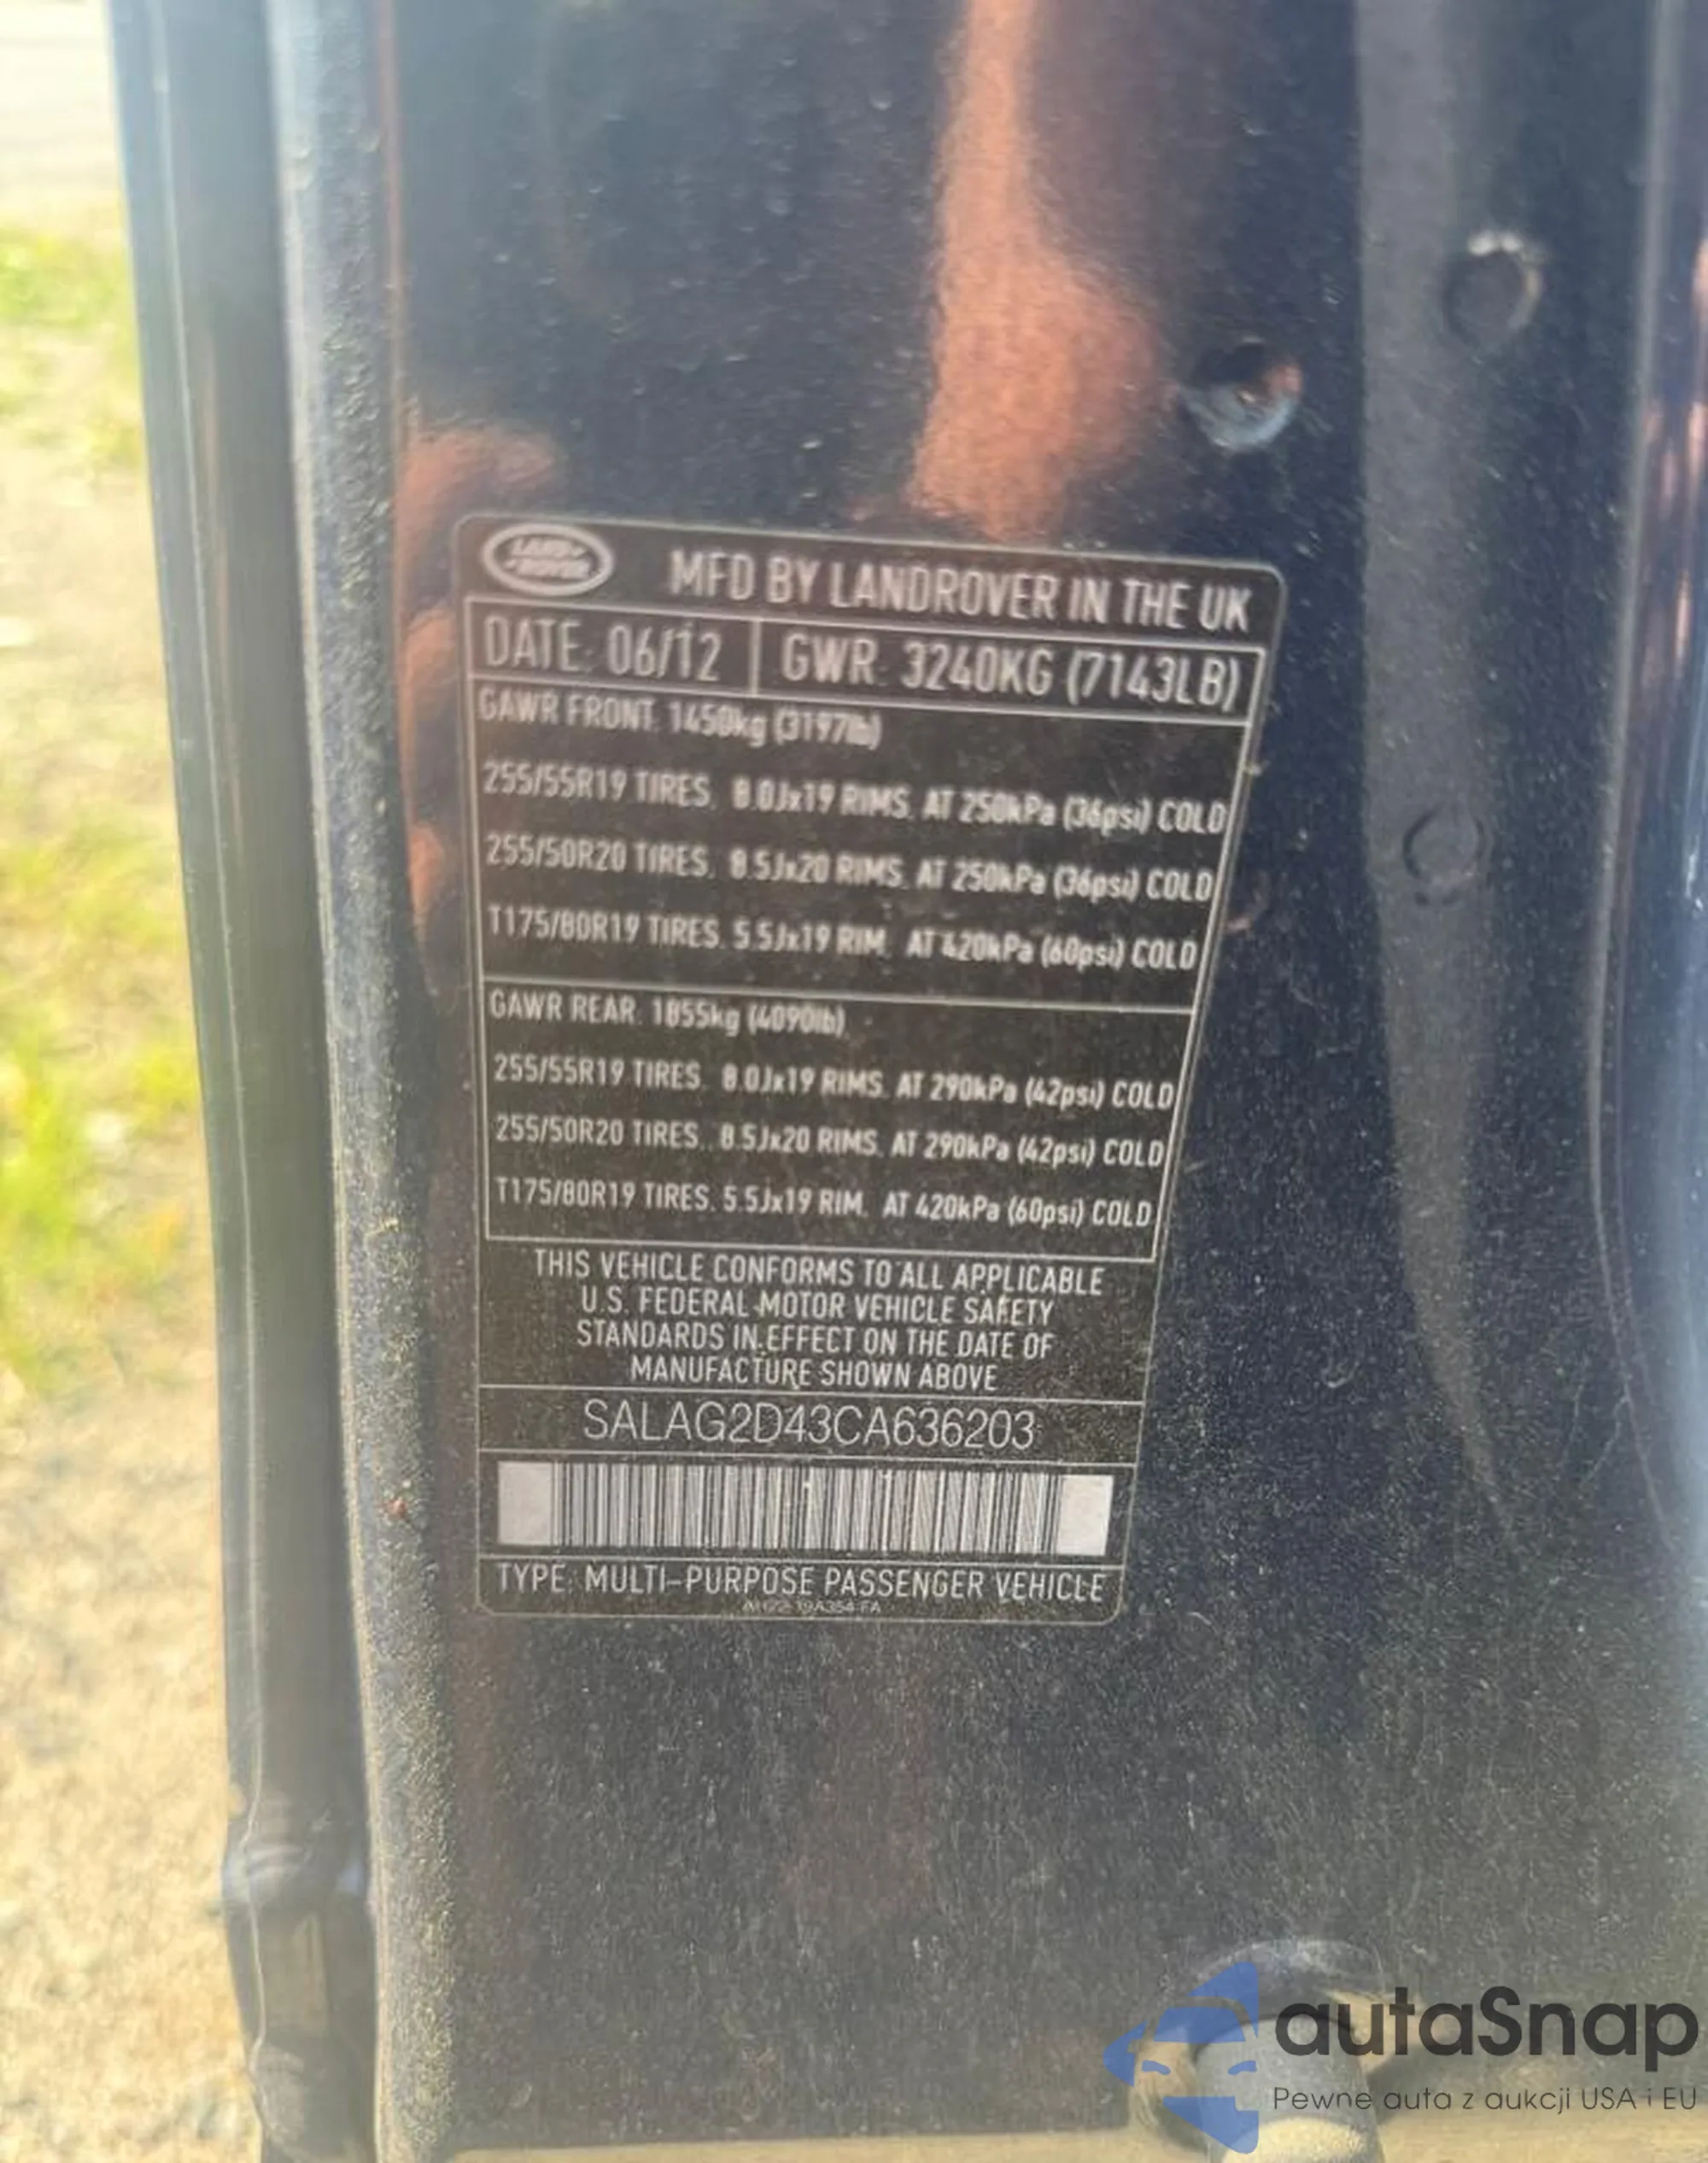 LAND ROVER
MFD BY LANDROVER IN THE UK
DATE: 06/12 GWR: 3240KG (7143LB)
GAWR FRONT: 1450kg (3197lb)
255/55R19 TIRES, 8.0Jx19 RIMS, AT 250kPa (36psi) COLD
255/50R20 TIRES, 8.5Jx20 RIMS, AT 250kPa (36psi) COLD
T175/80R19 TIRES, 5.5Jx19 RIM, AT 420kPa (60psi) COLD
GAWR REAR: 1855kg (4090lb)
255/55R19 TIRES, 8.0Jx19 RIMS, AT 290kPa (42psi) COLD
255/50R20 TIRES, 8.5Jx20 RIMS, AT 290kPa (42psi) COLD
T175/80R19 TIRES, 5.5Jx19 RIM, AT 420kPa (60psi) COLD
THIS VEHICLE CONFORMS TO ALL APPLICABLE
U.S. FEDERAL MOTOR VEHICLE SAFETY
STANDARDS IN EFFECT ON THE DATE OF
MANUFACTURE SHOWN ABOVE
SALAG2D43CA636203
TYPE: MULTI-PURPOSE PASSENGER VEHICLE
autaSnap
Pewne auta z aukcji USA i EU